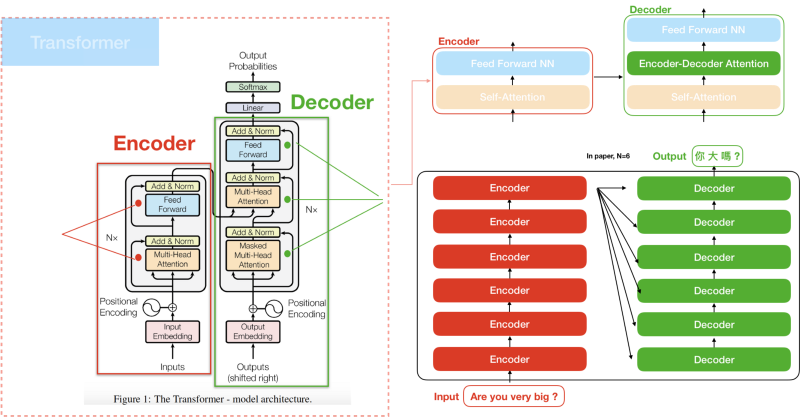 Transformer
Output
Probabilities
Softmax
Linear
Decoder
Add & Norm
Feed
Forward
Encoder
Add & Norm
Multi-Head
Attention
Add & Norm
Feed
Forward
N×
N×
Add & Norm
Masked
Multi-Head
Attention
Add & Norm
Multi-Head
Attention
Positional
Encoding
Positional
Encoding
Input
Embedding
Output
Embedding
Inputs
Outputs
(shifted right)
Figure 1: The Transformer - model architecture.
Encoder
Feed Forward NN
Self-Attention
Decoder
Feed Forward NN
Encoder-Decoder Attention
Self-Attention
In paper, N=6
Output
你 大 嗎 ?
Encoder
Encoder
Encoder
Encoder
Encoder
Encoder
Decoder
Decoder
Decoder
Decoder
Decoder
Decoder
Input
Are you very big ?